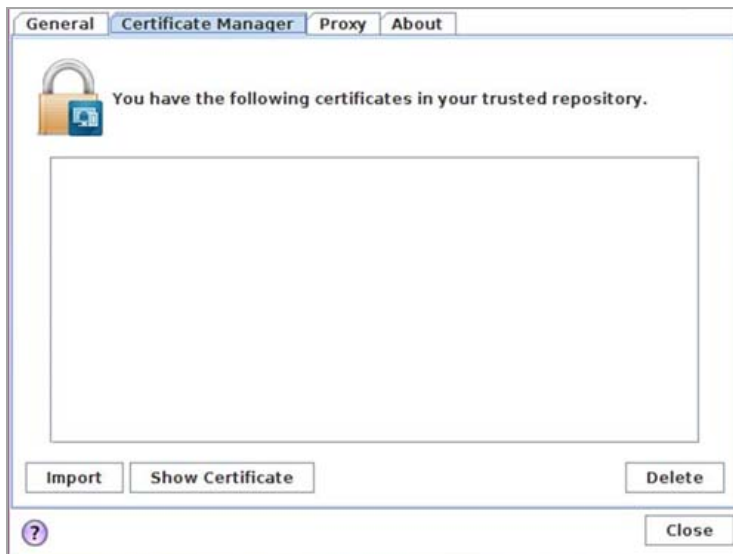 General Certificate Manager Proxy About
You have the following certificates in your trusted repository.
Import Show Certificate Delete
? Close